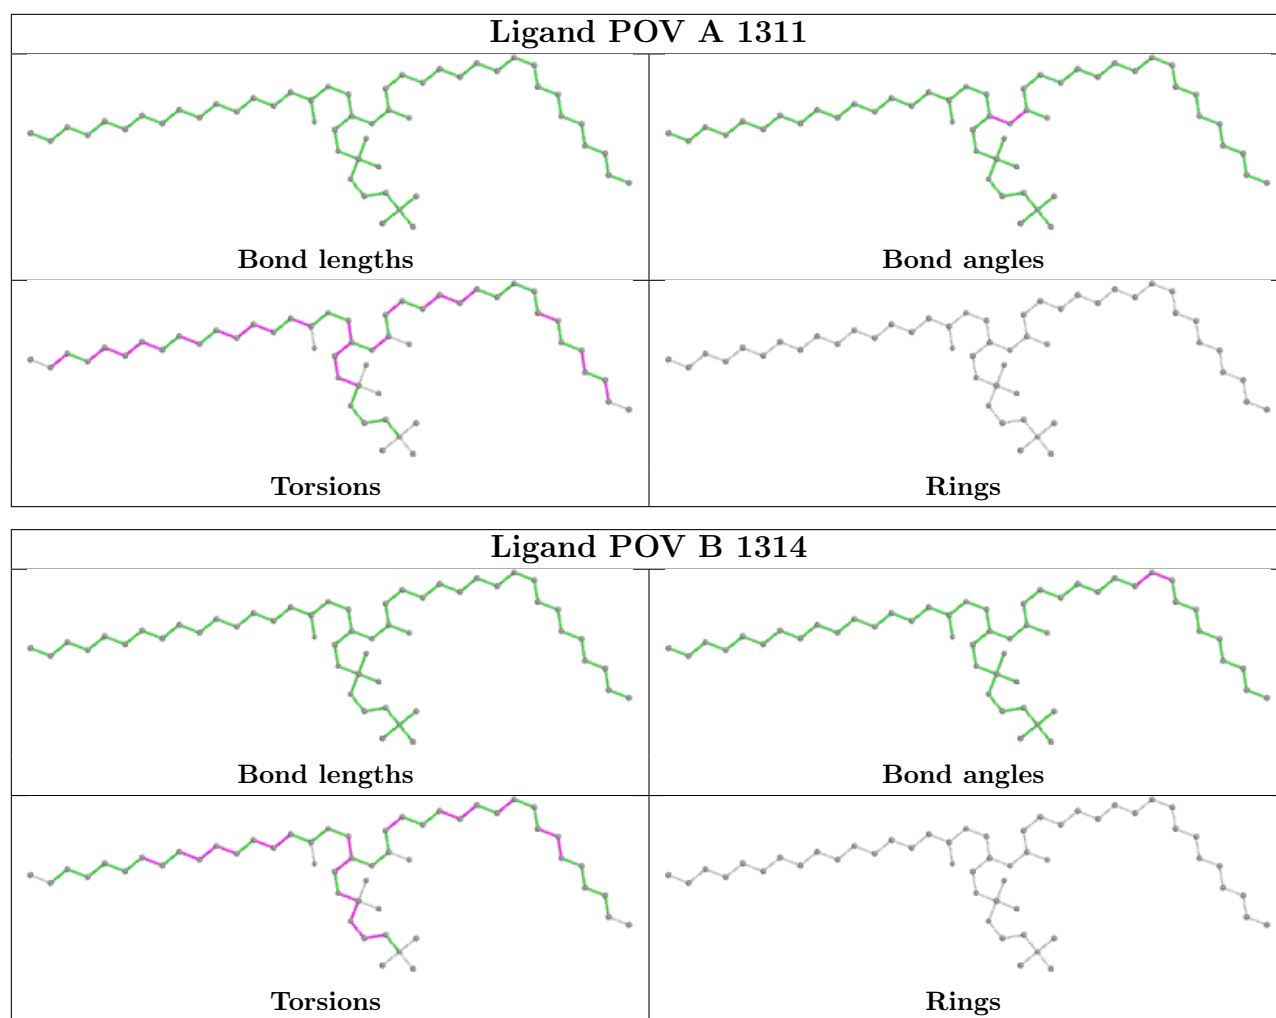 Ligand POV A 1311
Bond lengths
Bond angles
Torsions
Rings
Ligand POV B 1314
Bond lengths
Bond angles
Torsions
Rings